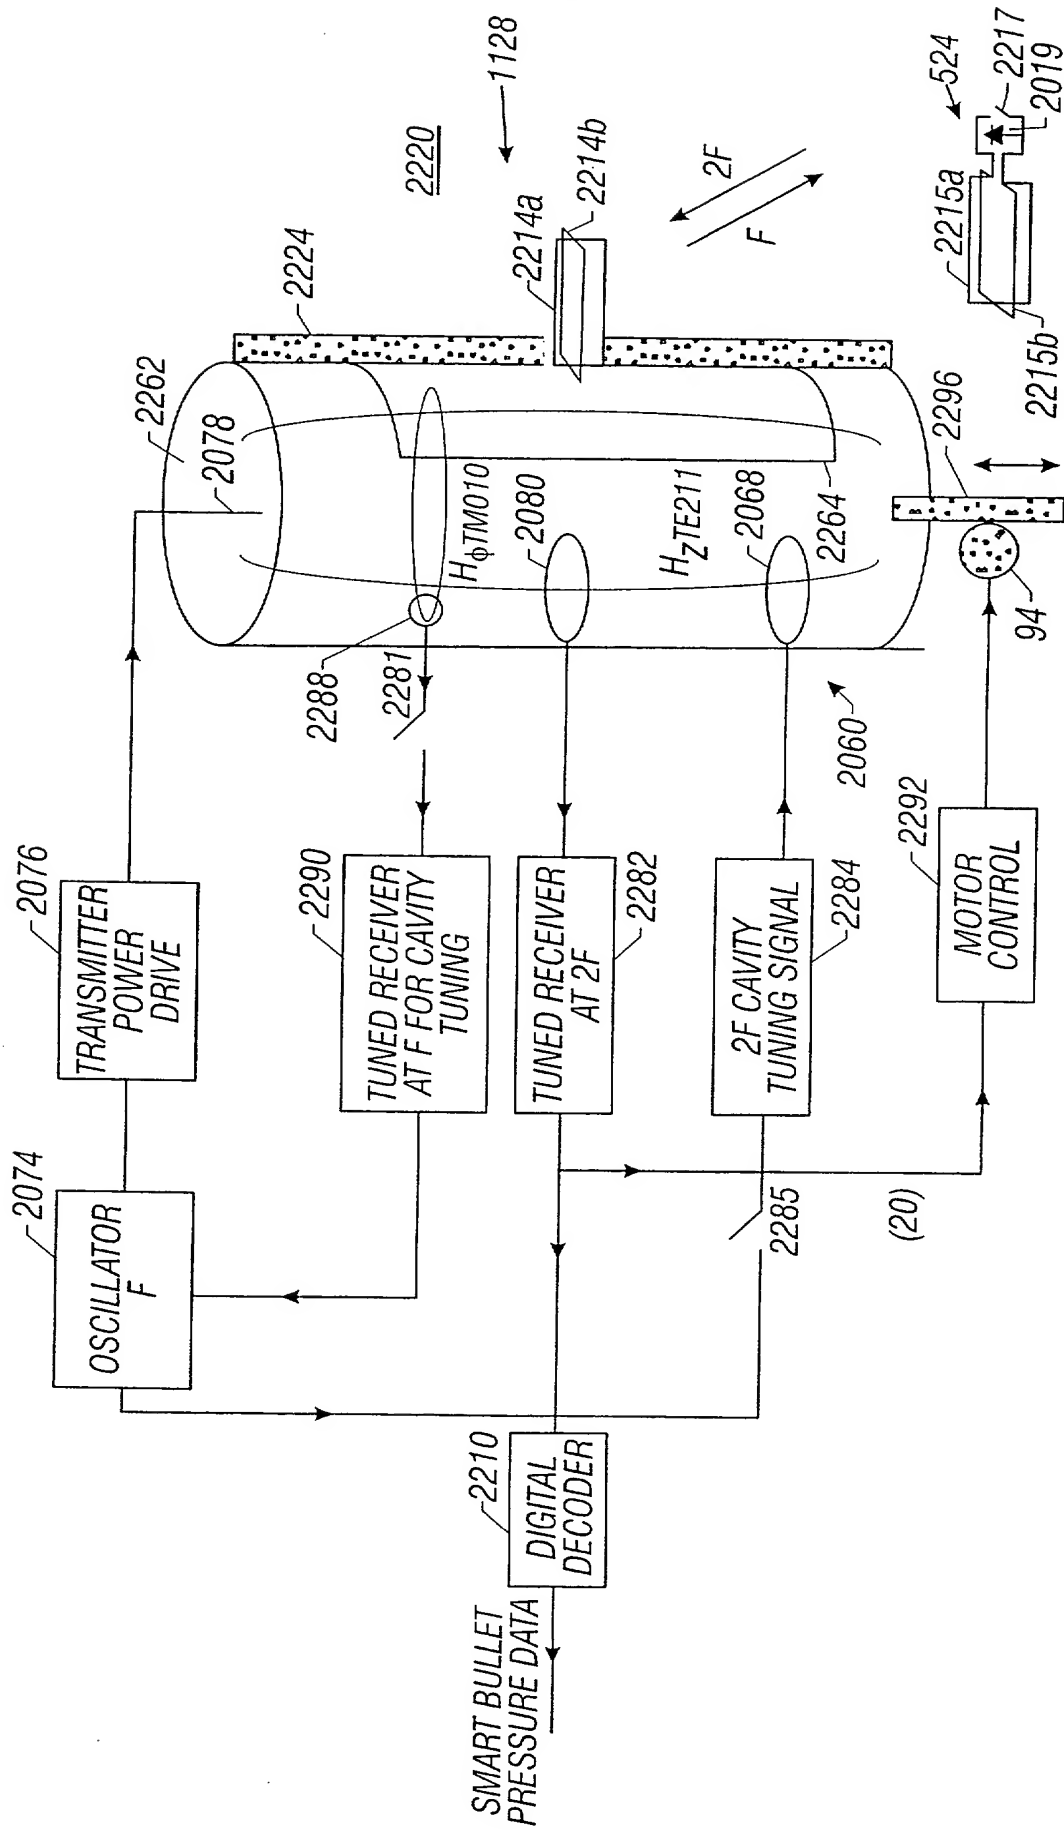 2074
OSCILLATOR
F
2076
TRANSMITTER
POWER
DRIVE
2078
2262
2224
2220
1128
2290
TUNED RECEIVER
AT F FOR CAVITY
TUNING
2281
2288
HϕTM010
2214a
2214b
2F
F
2210
DIGITAL
DECODER
SMART BULLET
PRESSURE DATA
TUNED RECEIVER
AT 2F
2282
2080
2285
2F CAVITY
TUNING SIGNAL
2284
HZTE211
2068
2264
2060
(20)
2292
MOTOR
CONTROL
94
2296
2215b
2215a
524
2217
2019